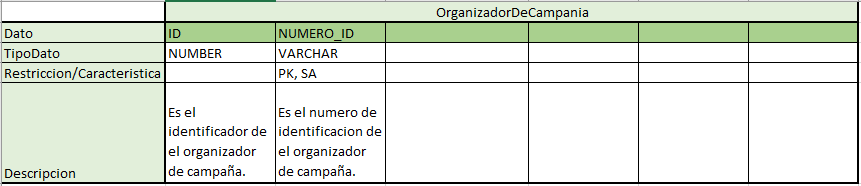 OrganizadorDeCampania
Dato ID NUMERO_ID
TipoDato NUMBER VARCHAR
Restriccion/Caracteristica PK, SA
Descripcion
Es el
identificador de
el organizador
de campaña.
Es el numero de
identificacion de
el organizador
de campaña.